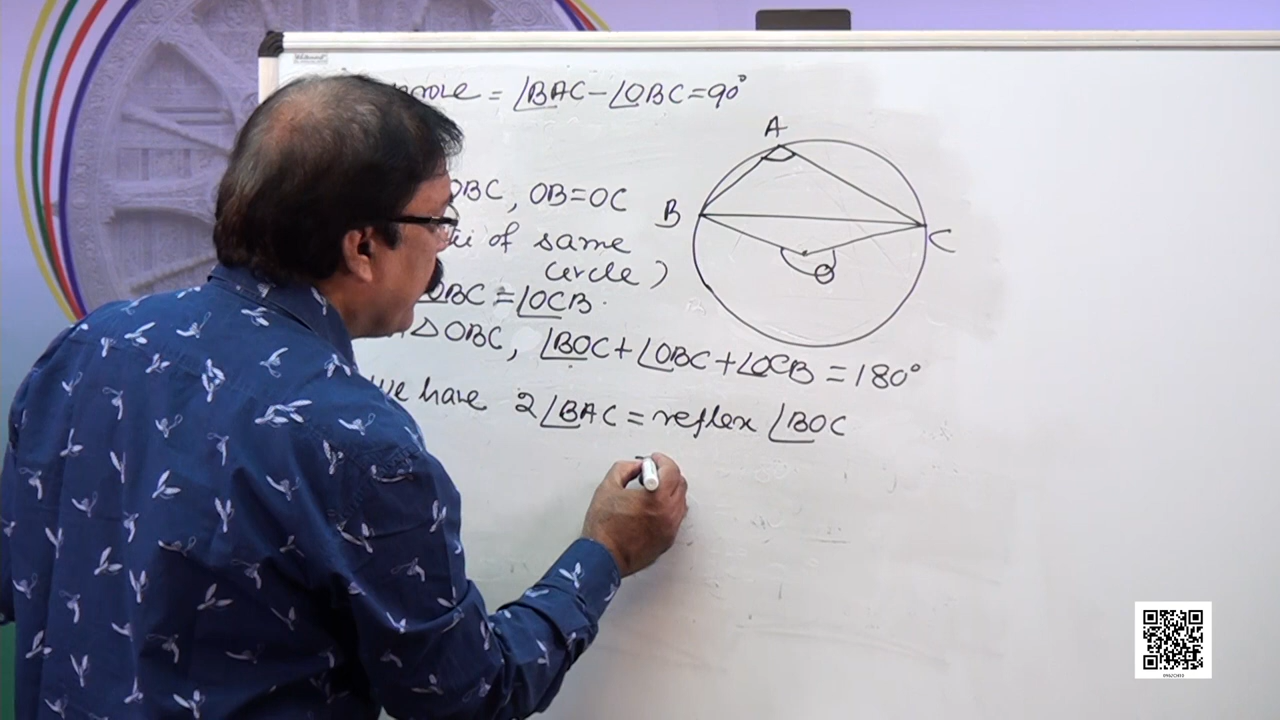 = ∠BAC - ∠OBC = 90°
OBC, OB = OC
of same
circle)
∠OBC = ∠OCB.
△OBC, ∠BOC + ∠OBC + ∠OCB = 180°
we have 2∠BAC = reflex ∠BOC
A
B
C
O